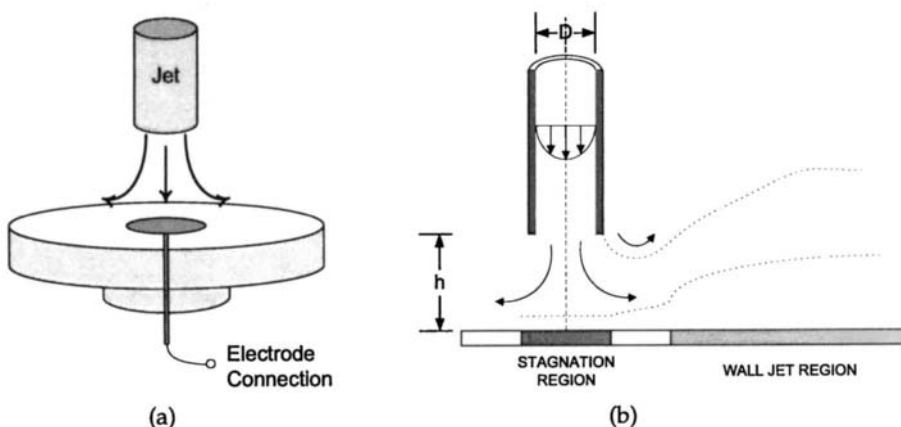 Jet
Electrode
Connection
(a)
D
h
STAGNATION
REGION
WALL JET REGION
(b)